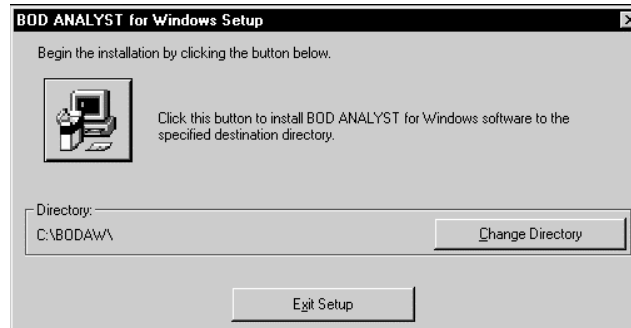 BOD ANALYST for Windows Setup
Begin the installation by clicking the button below.
Click this button to install BOD ANALYST for Windows software to the
specified destination directory.
Directory:
C:\BODAW\
Change Directory
Exit Setup